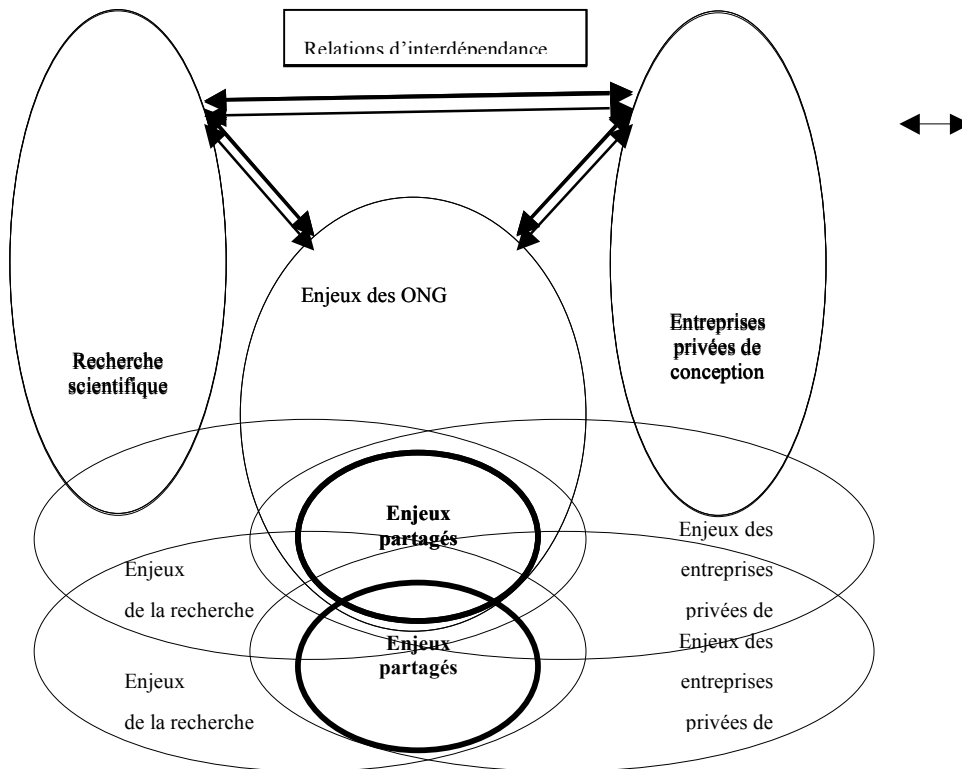 Relations d’interdépendance
Enjeux des ONG
Recherche
scientifique
Entreprises
privées de
conception
Enjeux
partagés
Enjeux
de la recherche
Enjeux des
entreprises
privées de
Enjeux
partagés
Enjeux
de la recherche
Enjeux des
entreprises
privées de